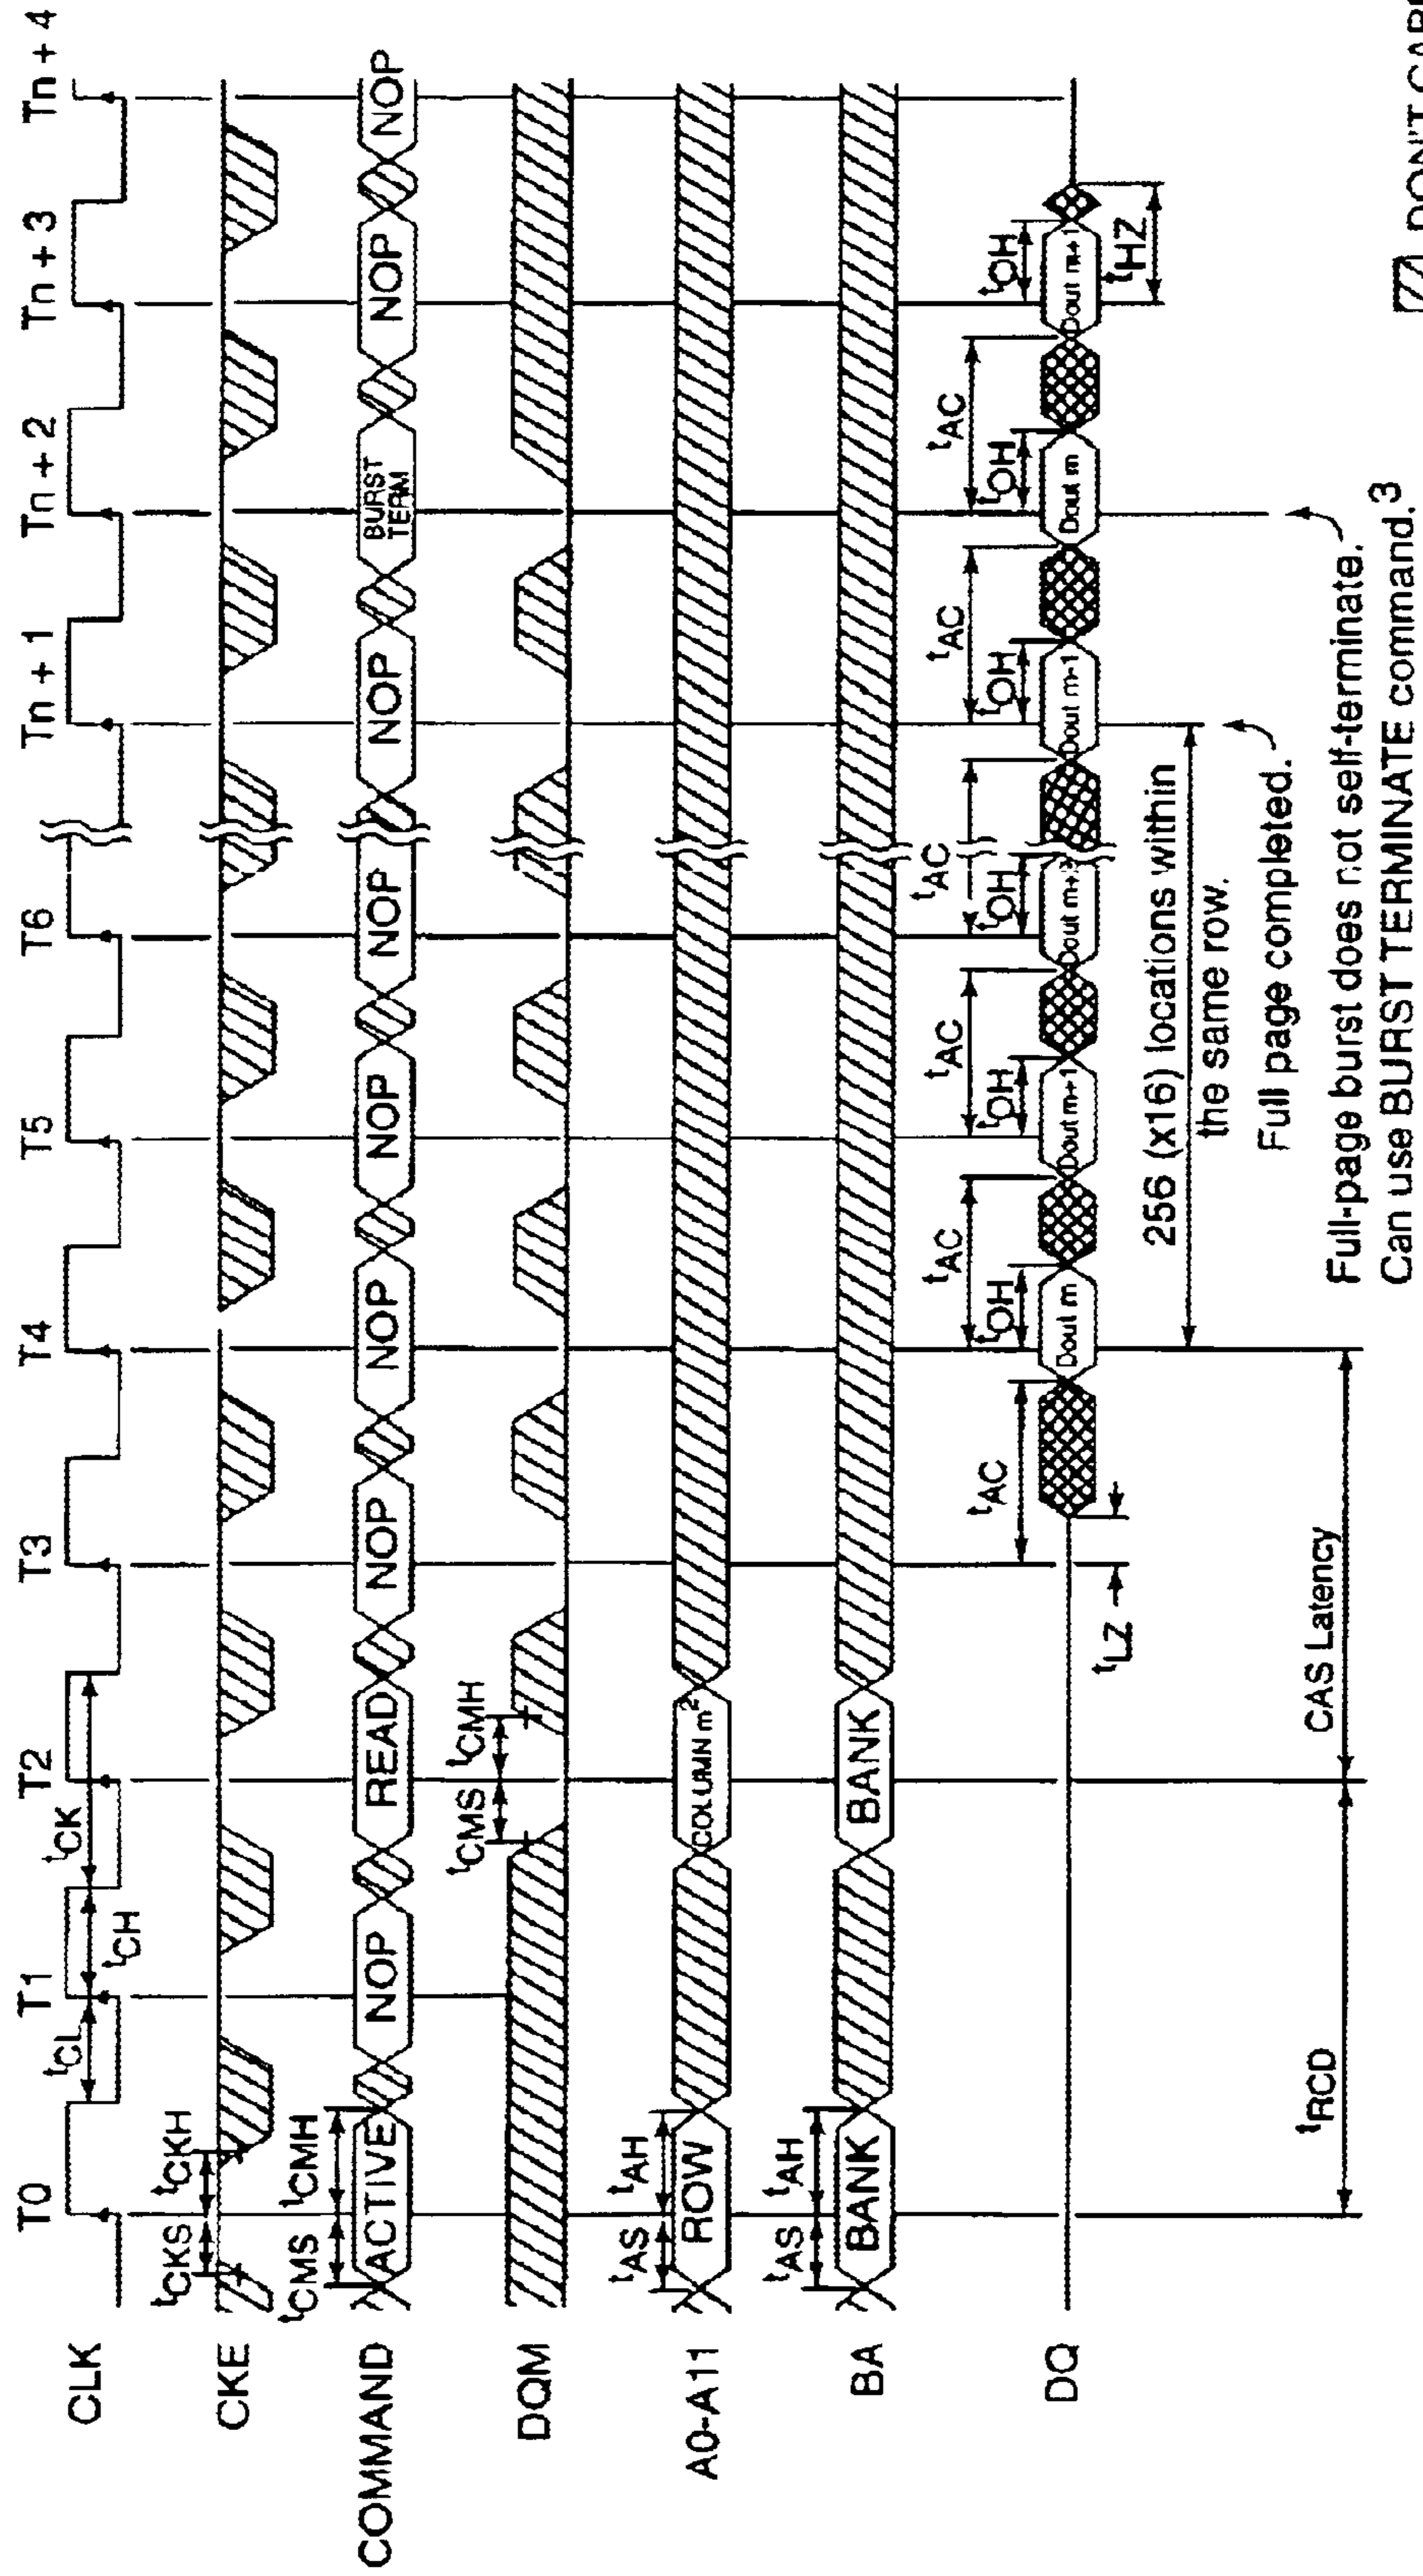 T0 T1 T2 T3 T4 T5 T6 Tn + 1 Tn + 2 Tn + 3 Tn + 4
CLK
tCL tCH tCK
CKE
tCKS tCKH
COMMAND
tCMS tCMH
ACTIVE NOP READ NOP NOP NOP NOP NOP BURST TERM NOP NOP
DQM
tCMS tCMH
A0-A11
tAS tAH
ROW COLUMN m2
BA
tAS tAH
BANK BANK
tAC tAC tAC tAC tAC tAC
tOH tOH tOH tOH tOH tOH
DQ
Dout m Dout m+1 Dout m-1 Dout m Dout m+1
tLZ tHZ
256 (x16) locations within
the same row.
Full page completed.
tRCD CAS Latency
Full-page burst does not self-terminate.
Can use BURST TERMINATE command.3